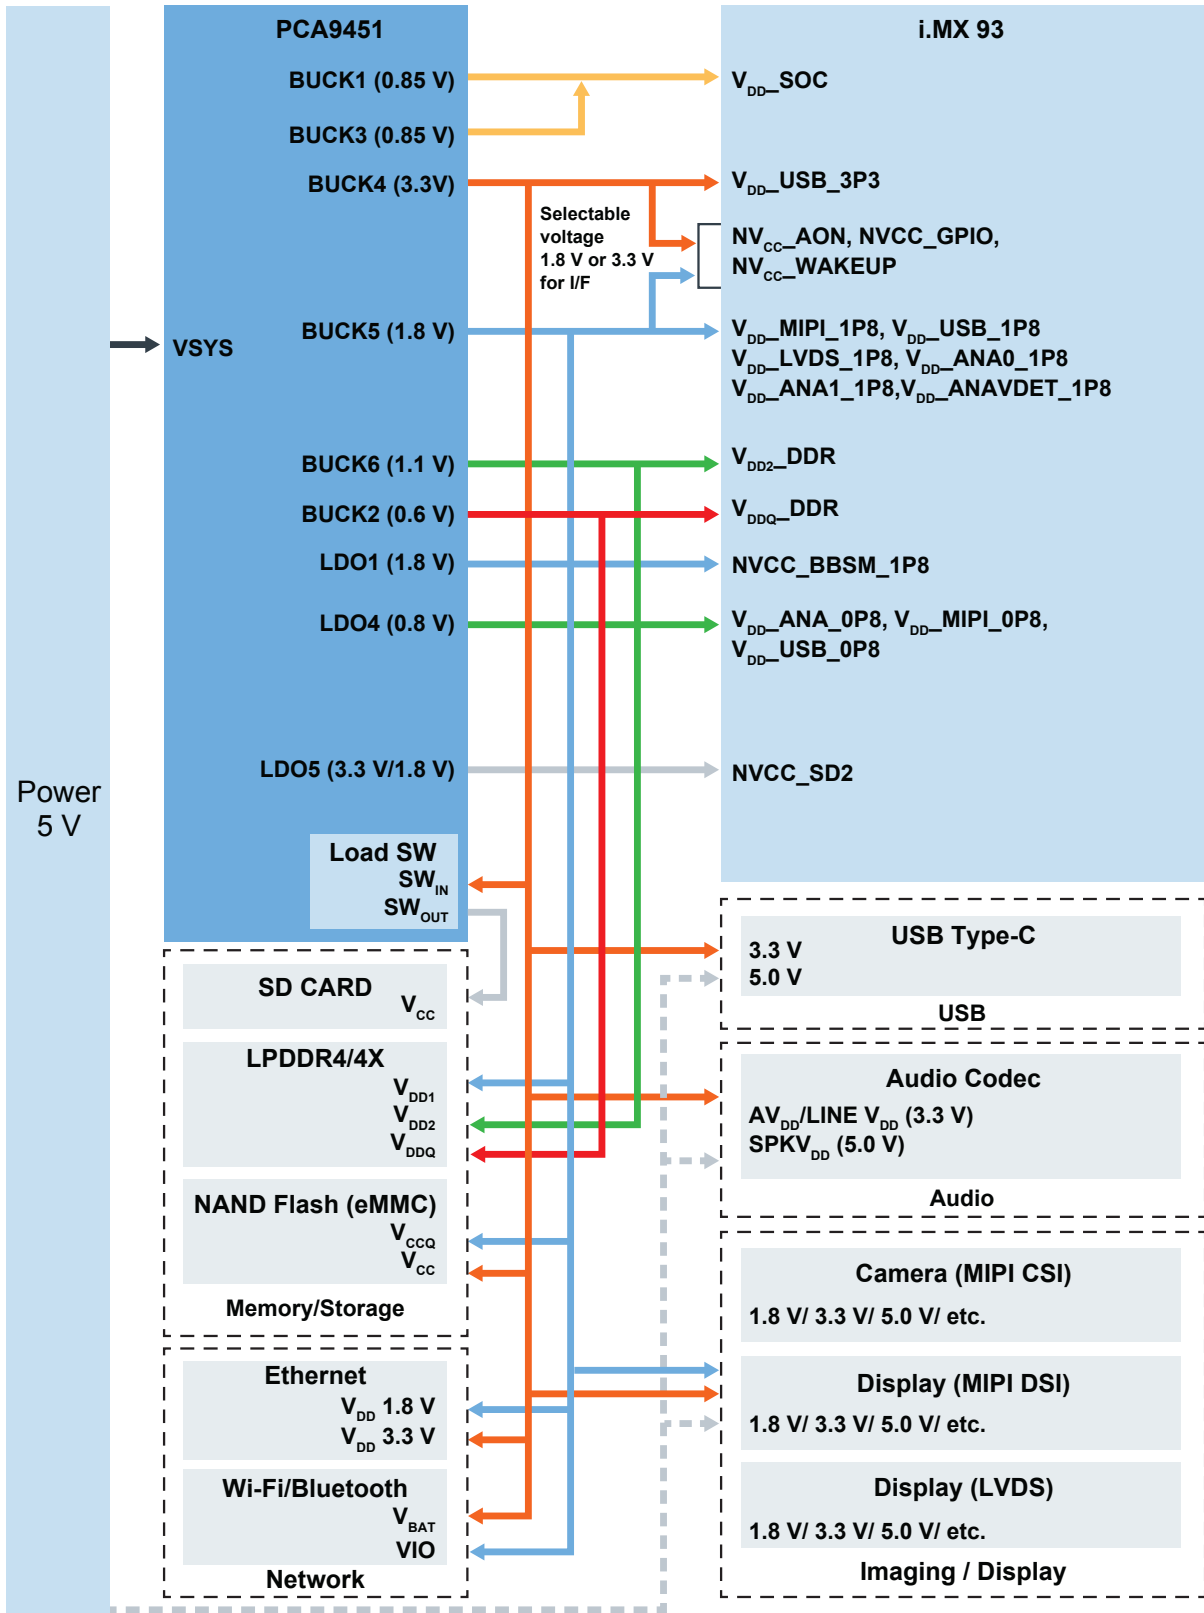 Power
5 V
PCA9451
BUCK1 (0.85 V)
BUCK3 (0.85 V)
BUCK4 (3.3V)
BUCK5 (1.8 V)
VSYS
BUCK6 (1.1 V)
BUCK2 (0.6 V)
LDO1 (1.8 V)
LDO4 (0.8 V)
LDO5 (3.3 V/1.8 V)
Load SW
SWIN
SWOUT
Selectable
voltage
1.8 V or 3.3 V
for I/F
i.MX 93
VDD_SOC
VDD_USB_3P3
NVCC_AON, NVCC_GPIO,
NVCC_WAKEUP
VDD_MIPI_1P8, VDD_USB_1P8
VDD_LVDS_1P8, VDD_ANA0_1P8
VDD_ANA1_1P8,VDD_ANAVDET_1P8
VDD2_DDR
VDDQ_DDR
NVCC_BBSM_1P8
VDD_ANA_0P8, VDD_MIPI_0P8,
VDD_USB_0P8
NVCC_SD2
SD CARD
VCC
LPDDR4/4X
VDD1
VDD2
VDDQ
NAND Flash (eMMC)
VCCQ
VCC
Memory/Storage
Ethernet
VDD 1.8 V
VDD 3.3 V
Wi-Fi/Bluetooth
VBAT
VIO
Network
USB Type-C
3.3 V
5.0 V
USB
Audio Codec
AVDD/LINE VDD (3.3 V)
SPKVDD (5.0 V)
Audio
Camera (MIPI CSI)
1.8 V/ 3.3 V/ 5.0 V/ etc.
Display (MIPI DSI)
1.8 V/ 3.3 V/ 5.0 V/ etc.
Display (LVDS)
1.8 V/ 3.3 V/ 5.0 V/ etc.
Imaging / Display